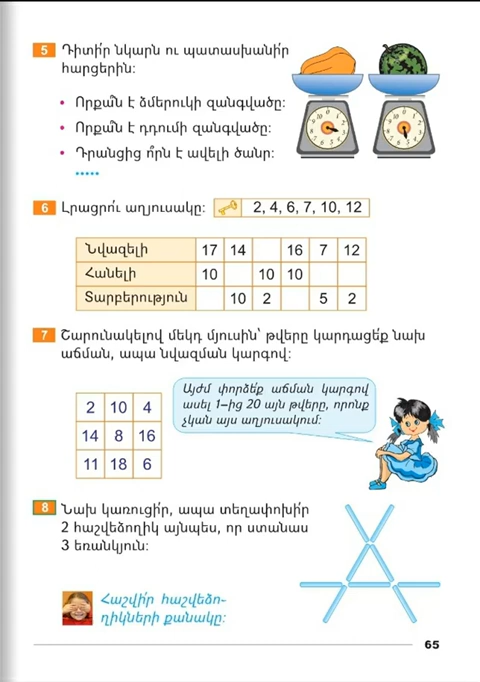 5 Դիտի՛ր նկարն ու պատասխանի՛ր
հարցերին։
• Որքա՞ն է ձմերուկի զանգվածը։
• Որքա՞ն է դդումի զանգվածը։
• Դրանցից ո՞րն է ավելի ծանր։
•••••
6 Լրացրո՛ւ աղյուսակը։ 2, 4, 6, 7, 10, 12
Նվազելի 17 14 16 7 12
Հանելի 10 10 10
Տարբերություն 10 2 5 2
7 Շարունակելով մեկդ մյուսին՝ թվերը կարդացե՛ք նախ
աճման, ապա նվազման կարգով։
2 10 4
14 8 16
11 18 6
Այժմ փորձե՛ք աճման կարգով
ասել 1–ից 20 այն թվերը, որոնք
չկան այս աղյուսակում։
8 Նախ կառուցի՛ր, ապա տեղափոխի՛ր
2 հաշվեձողիկ այնպես, որ ստանաս
3 եռանկյուն։
Հաշվի՛ր հաշվեձո-
ղիկների քանակը։
65